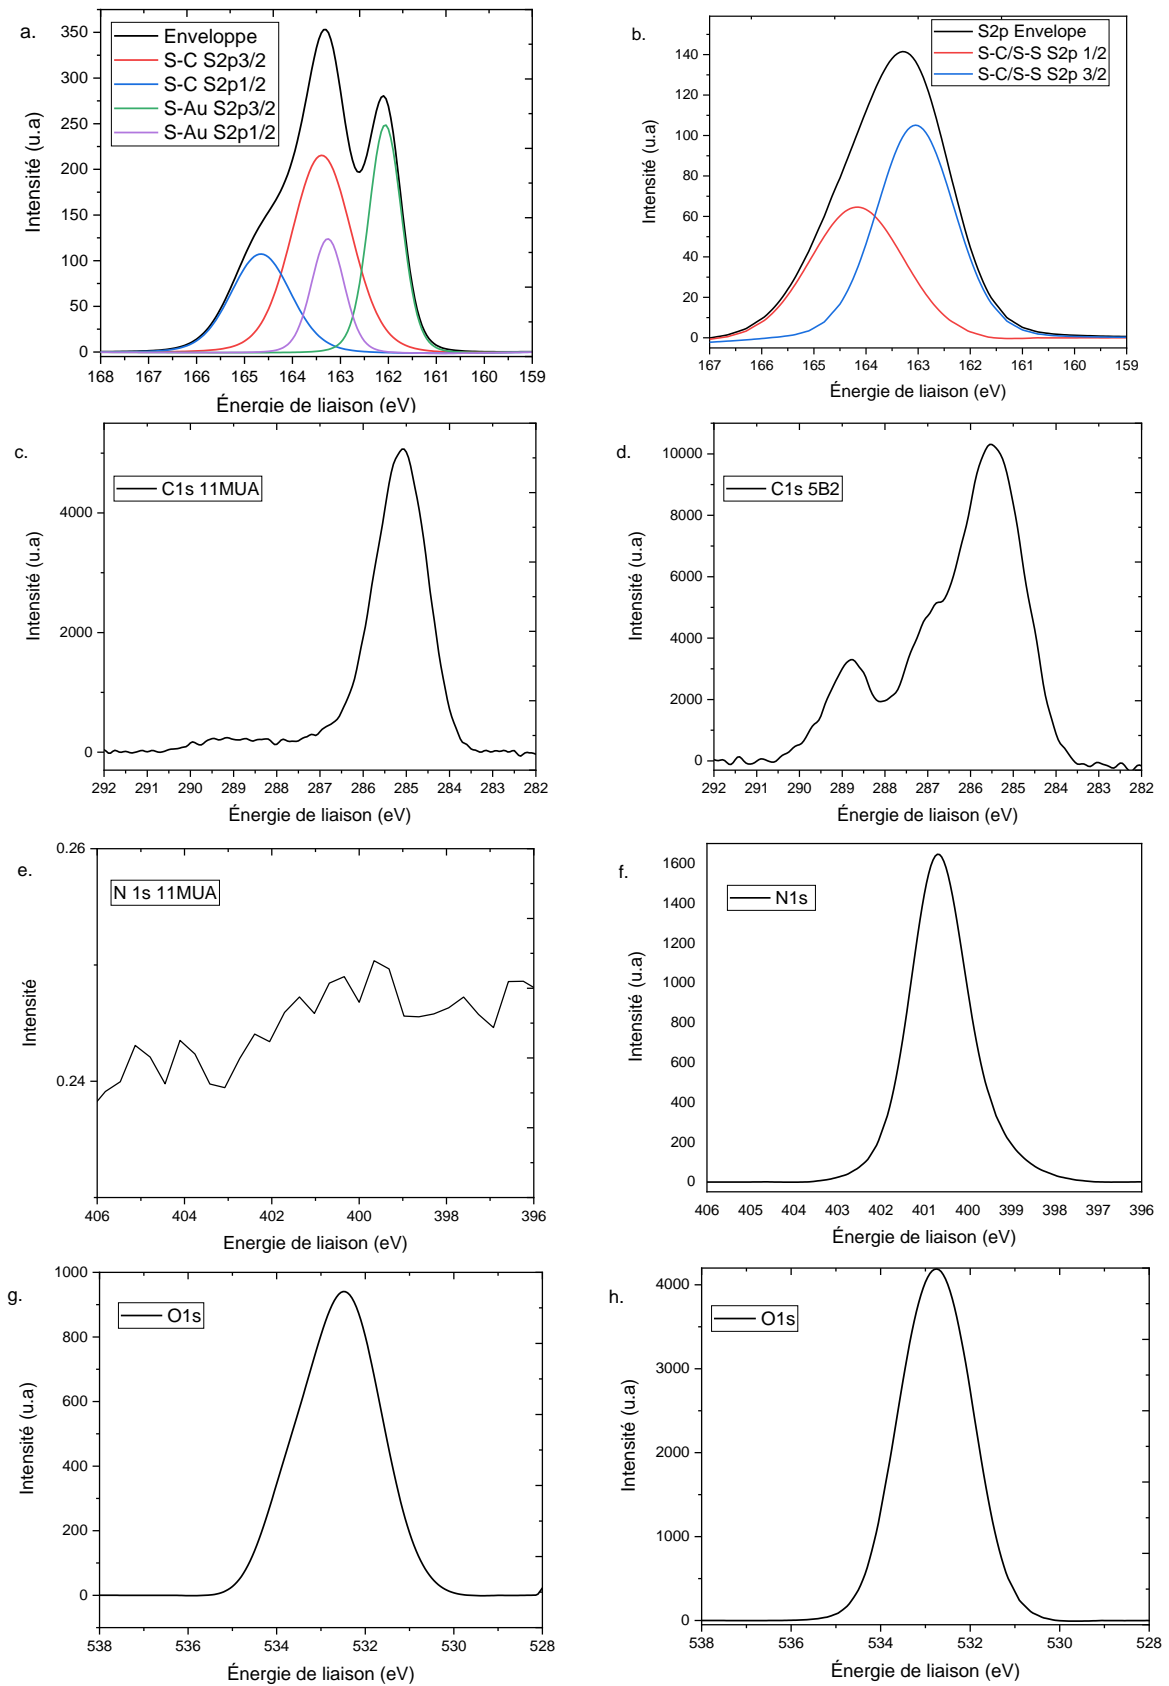 a.
Enveloppe
S-C S2p3/2
S-C S2p1/2
S-Au S2p3/2
S-Au S2p1/2
Intensité (u.a)
350
300
250
200
150
100
50
0
168 167 166 165 164 163 162 161 160 159
Énergie de liaison (eV)
b.
S2p Envelope
S-C/S-S S2p 1/2
S-C/S-S S2p 3/2
Intensité (u.a)
140
120
100
80
60
40
20
0
167 166 165 164 163 162 161 160 159
Énergie de liaison (eV)
c.
C1s 11MUA
Intensité (u.a)
4000
2000
0
292 291 290 289 288 287 286 285 284 283 282
Énergie de liaison (eV)
d.
C1s 5B2
Intensité (u.a)
10000
8000
6000
4000
2000
0
292 291 290 289 288 287 286 285 284 283 282
Énergie de liaison (eV)
e.
N 1s 11MUA
Intensité
0.26
0.24
406 404 402 400 398 396
Energie de liaison (eV)
f.
N1s
Intensité (u.a)
1600
1400
1200
1000
800
600
400
200
0
406 405 404 403 402 401 400 399 398 397 396
Énergie de liaison (eV)
g.
O1s
Intensité (u.a)
1000
800
600
400
200
0
538 536 534 532 530 528
Énergie de liaison (eV)
h.
O1s
Intensité (u.a)
4000
3000
2000
1000
0
538 536 534 532 530 528
Énergie de liaison (eV)